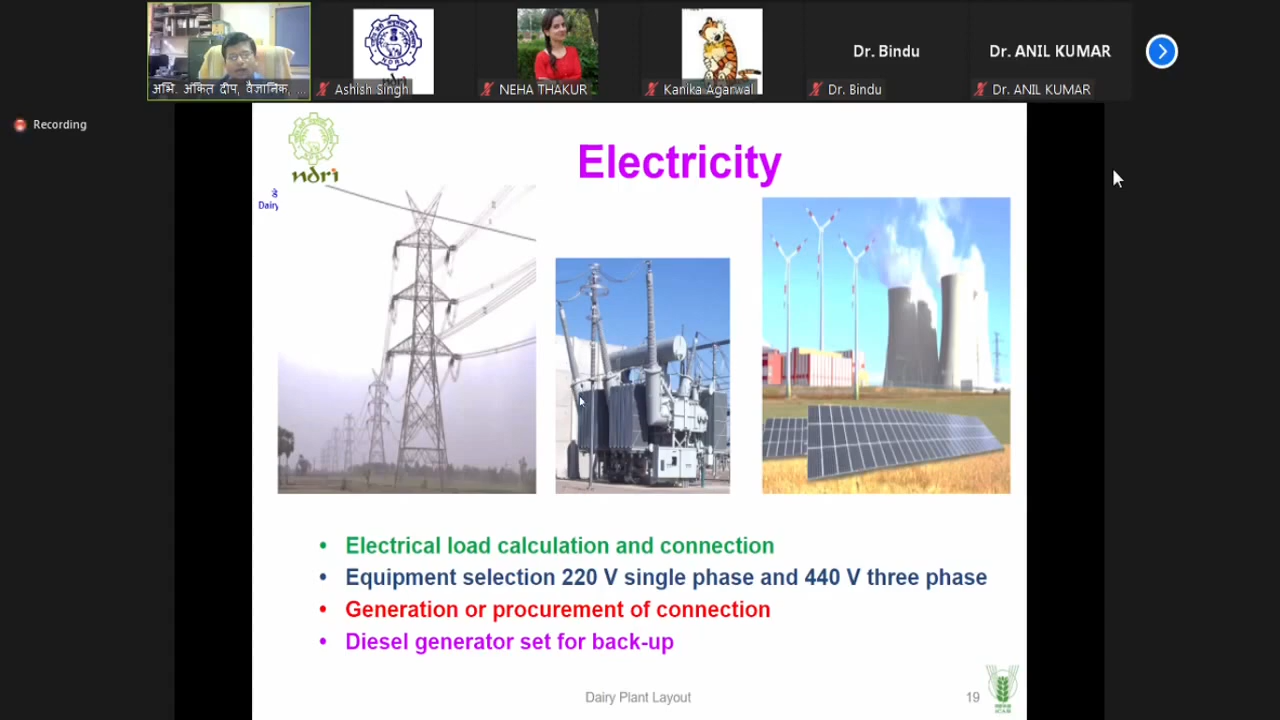 अभि. अंकित दीप, वैज्ञानिक, ...
Ashish Singh
NEHA THAKUR
Kanika Agarwal
Dr. Bindu
Dr. Bindu
Dr. ANIL KUMAR
Dr. ANIL KUMAR
NDRI
Recording
ndri
डे
Dairy
Electricity
• Electrical load calculation and connection
• Equipment selection 220 V single phase and 440 V three phase
• Generation or procurement of connection
• Diesel generator set for back-up
Dairy Plant Layout
19
ICAR